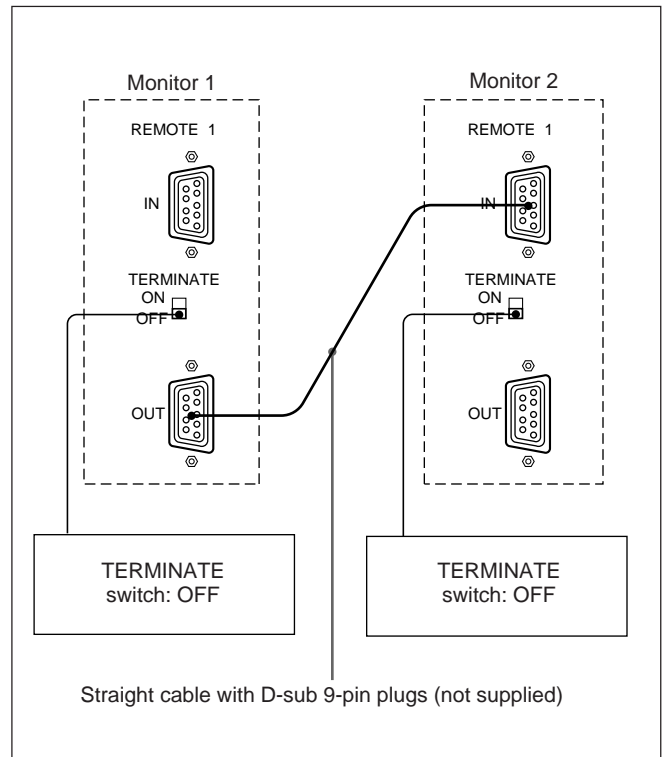 Monitor 1
REMOTE 1
IN
TERMINATE
ON
OFF
OUT
TERMINATE
switch: OFF
Monitor 2
REMOTE 1
IN
TERMINATE
ON
OFF
OUT
TERMINATE
switch: OFF
Straight cable with D-sub 9-pin plugs (not supplied)